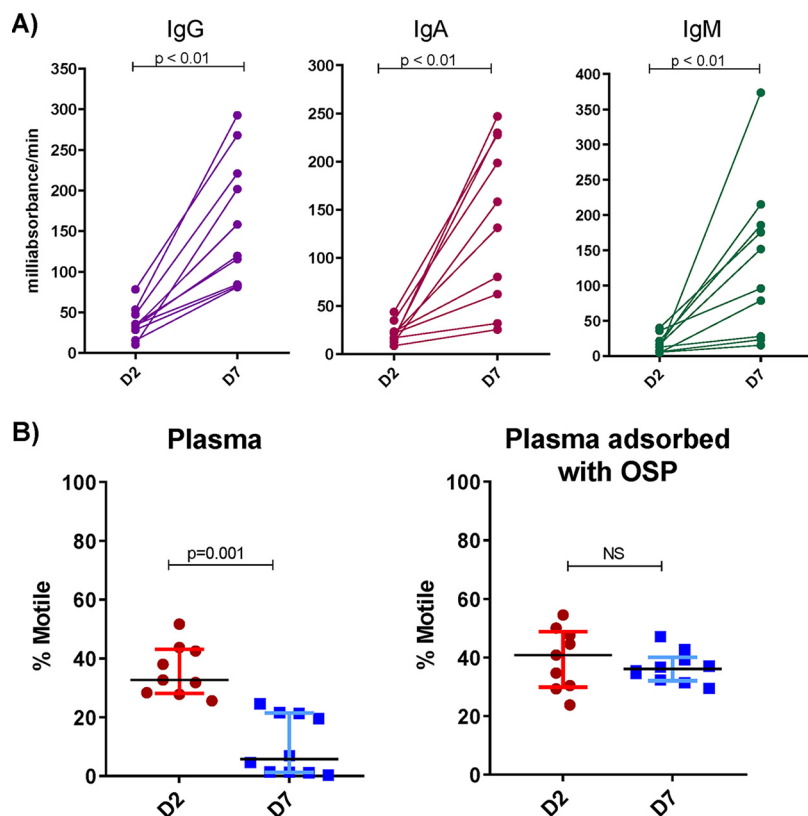 A)
IgG
IgA
IgM
p < 0.01
p < 0.01
p < 0.01
milliabsorbance/min
350
300
250
200
150
100
50
0
D2
D7
300
250
200
150
100
50
0
D2
D7
400
350
300
250
200
150
100
50
0
D2
D7
B)
Plasma
Plasma adsorbed
with OSP
% Motile
100
80
60
40
20
0
p=0.001
D2
D7
% Motile
100
80
60
40
20
0
NS
D2
D7